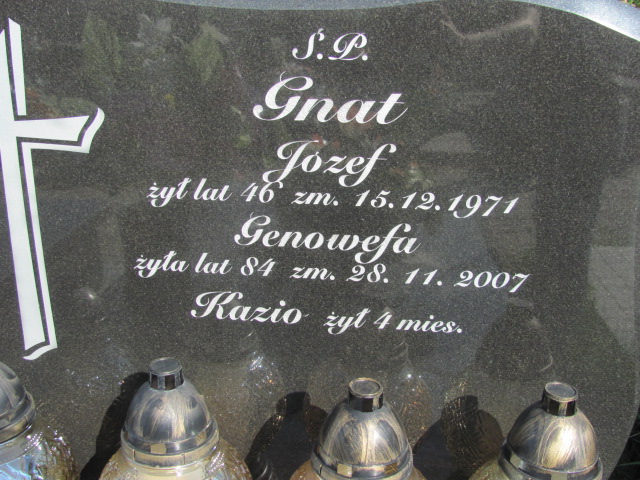 Ś.P.
Gnat
Józef
żył lat 46 zm. 15.12.1971
Genowefa
żyła lat 84 zm. 28. 11. 2007
Kazio żył 4 mies.